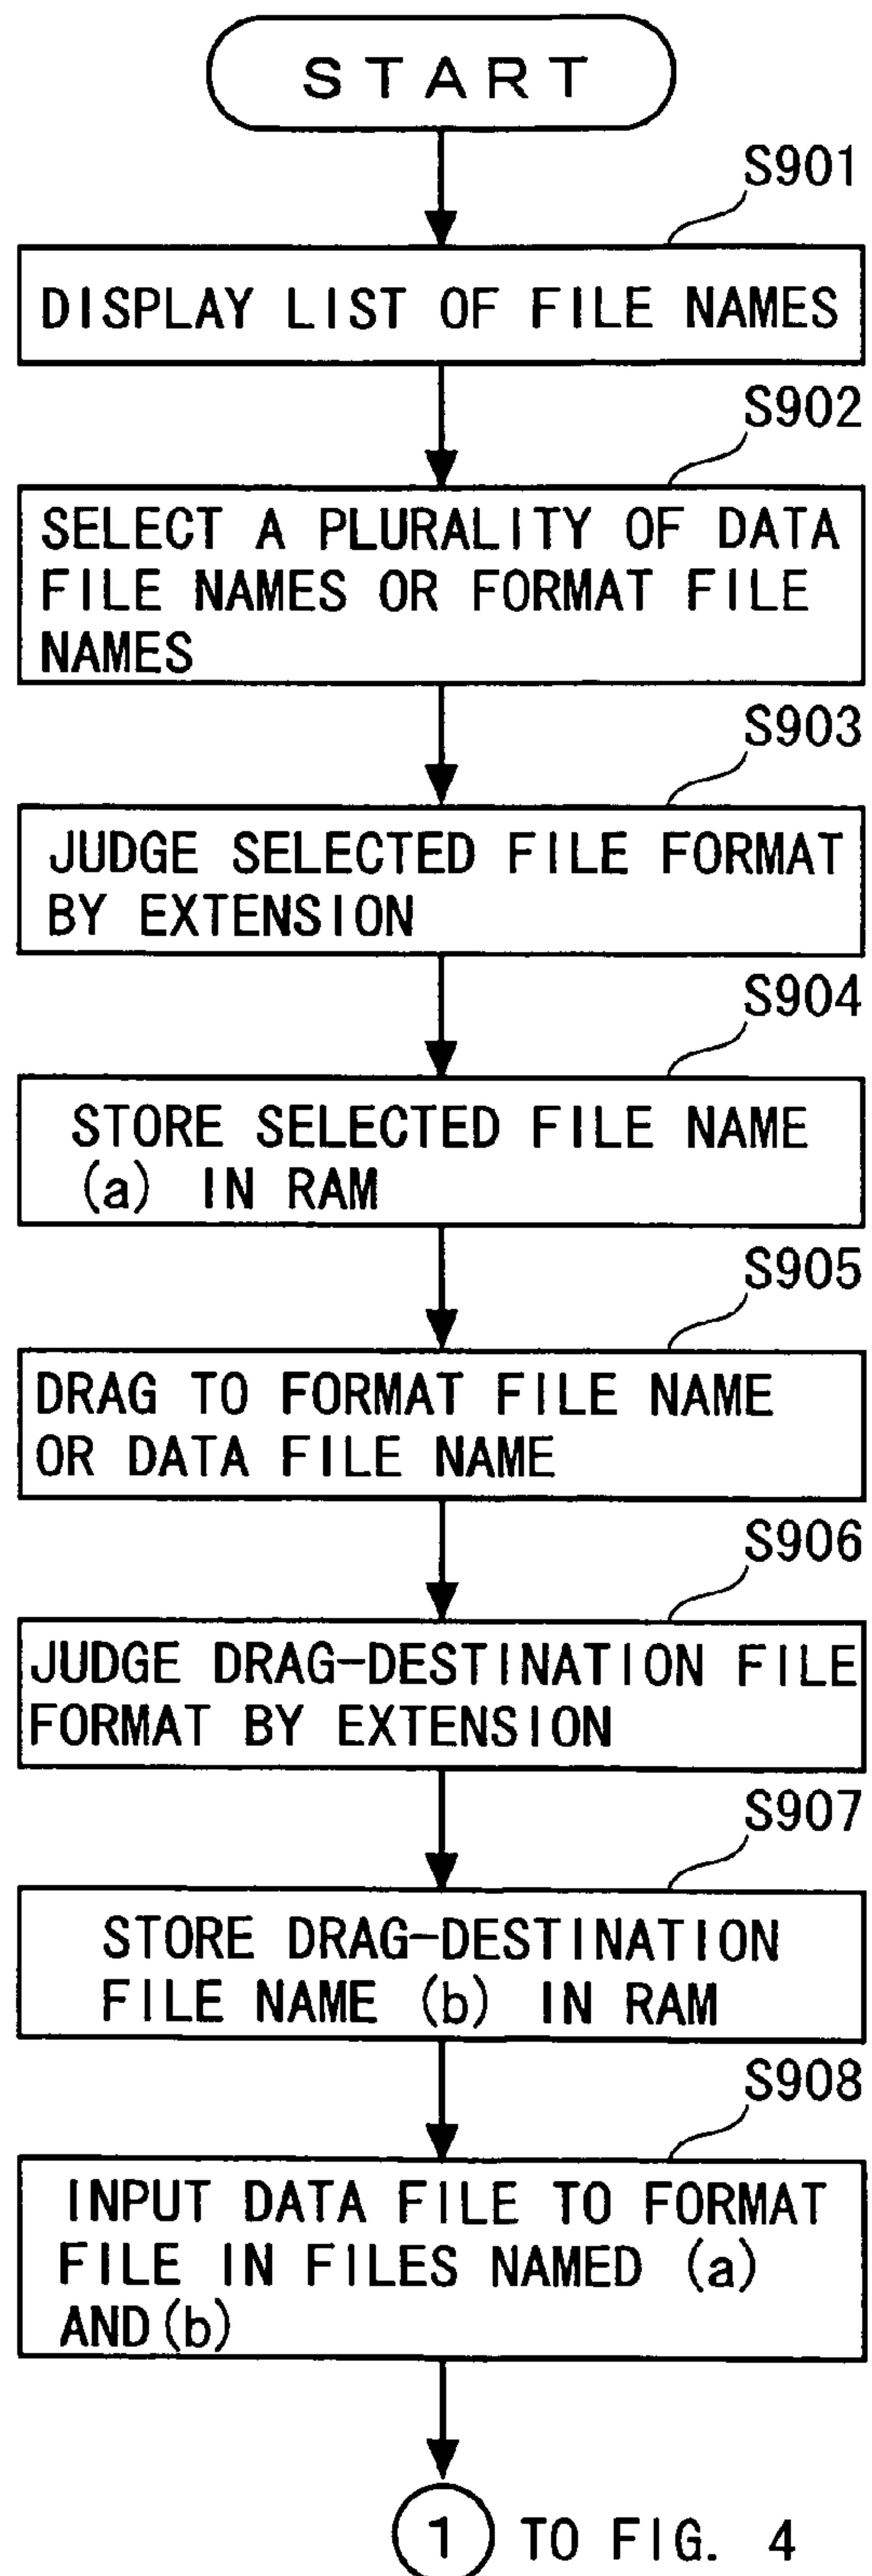 START
S901
DISPLAY LIST OF FILE NAMES
S902
SELECT A PLURALITY OF DATA
FILE NAMES OR FORMAT FILE
NAMES
S903
JUDGE SELECTED FILE FORMAT
BY EXTENSION
S904
STORE SELECTED FILE NAME
(a) IN RAM
S905
DRAG TO FORMAT FILE NAME
OR DATA FILE NAME
S906
JUDGE DRAG-DESTINATION FILE
FORMAT BY EXTENSION
S907
STORE DRAG-DESTINATION
FILE NAME (b) IN RAM
S908
INPUT DATA FILE TO FORMAT
FILE IN FILES NAMED (a)
AND(b)
1 TO FIG. 4